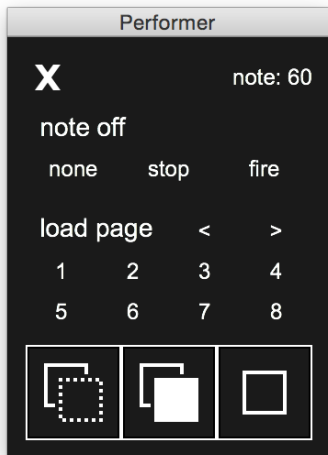 Performer
X note: 60
note off
none stop fire
load page < >
1 2 3 4
5 6 7 8